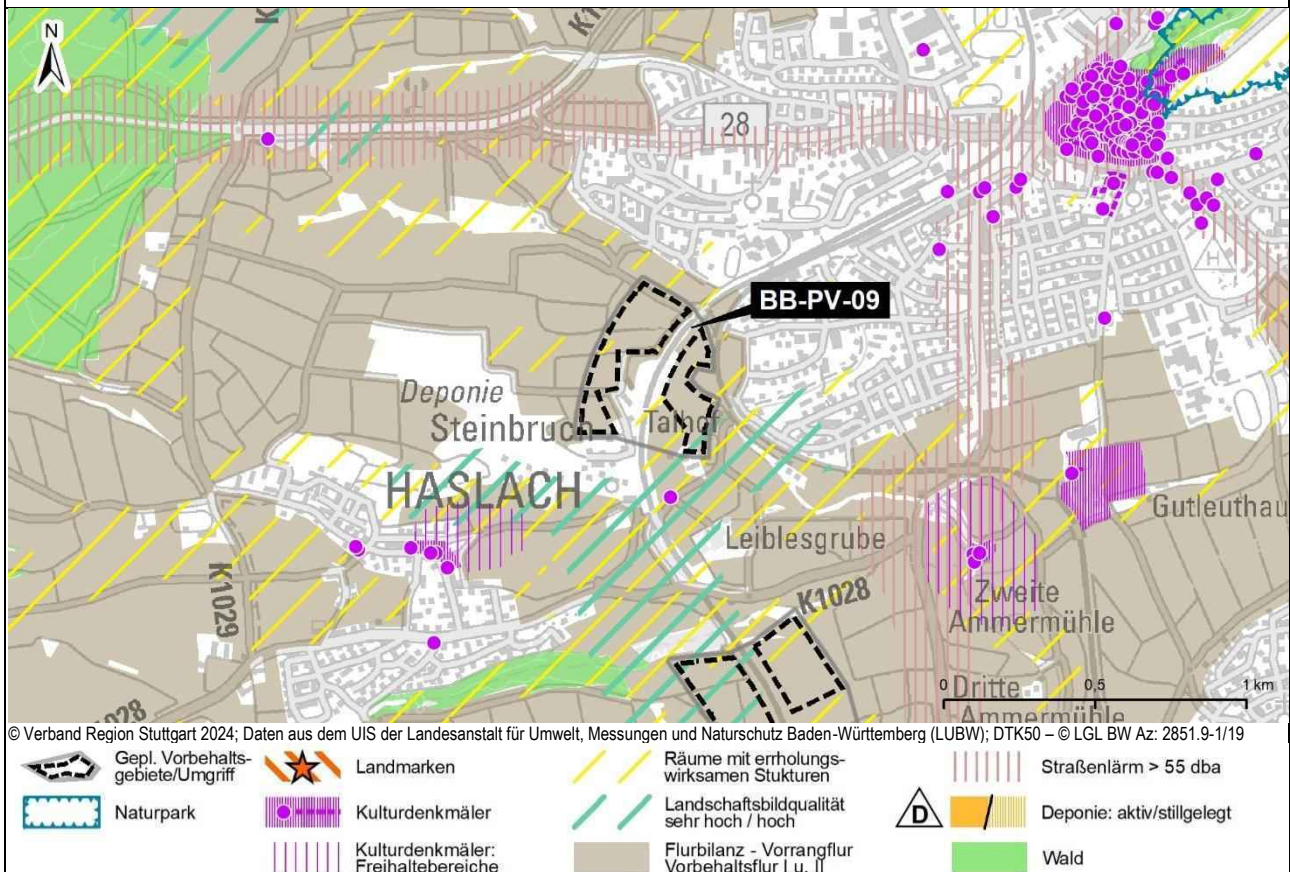 N
K1
28
BB-PV-09
Deponie
Steinbruch
Talhof
HASLACH
Gutleuthau
Leiblesgrube
K1029
K1028
Zweite
Ammermühle
H
1028
0 0,5 1 km
Dritte
Ammermühle
© Verband Region Stuttgart 2024; Daten aus dem UIS der Landesanstalt für Umwelt, Messungen und Naturschutz Baden-Württemberg (LUBW); DTK50 – © LGL BW Az: 2851.9-1/19
Gepl. Vorbehalts-
gebiete/Umgriff
Landmarken
Räume mit errholungs-
wirksamen Stukturen
Straßenlärm > 55 dba
Naturpark
Kulturdenkmäler
Landschaftsbildqualität
sehr hoch / hoch
D
Deponie: aktiv/stillgelegt
Kulturdenkmäler:
Freihaltebereiche
Flurbilanz - Vorrangflur
Vorbehaltsflur I u. II
Wald